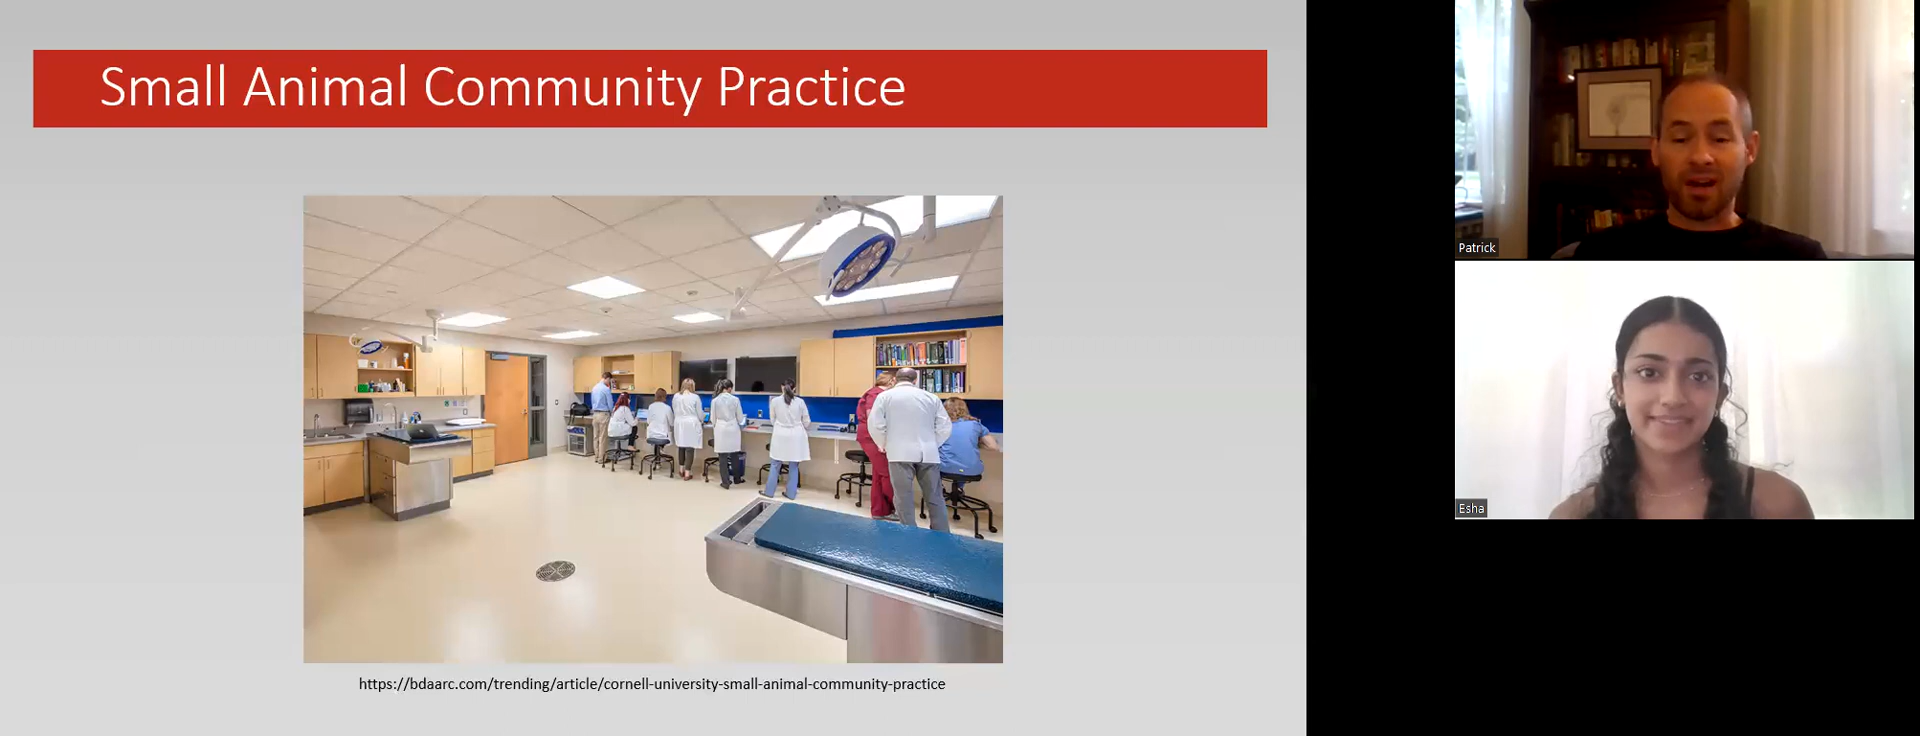 Small Animal Community Practice
https://bdaarc.com/trending/article/cornell-university-small-animal-community-practice
Patrick
Esha